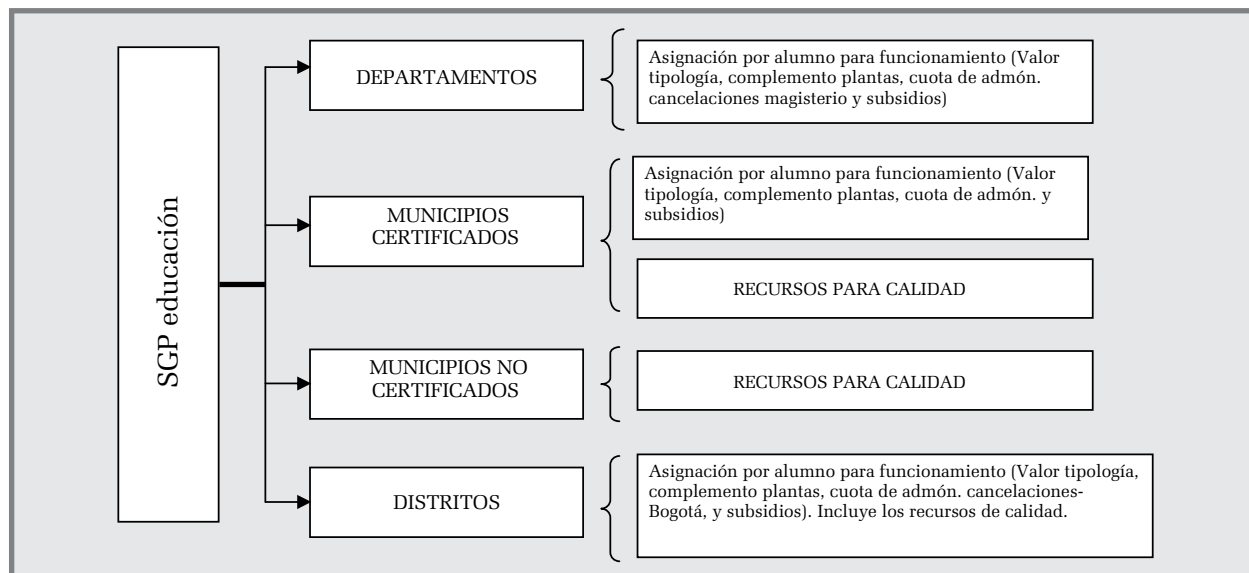 SGP educación
DEPARTAMENTOS
Asignación por alumno para funcionamiento (Valor
tipología, complemento plantas, cuota de admón.
cancelaciones magisterio y subsidios)
MUNICIPIOS
CERTIFICADOS
Asignación por alumno para funcionamiento (Valor
tipología, complemento plantas, cuota de admón. y
subsidios)
RECURSOS PARA CALIDAD
MUNICIPIOS NO
CERTIFICADOS
RECURSOS PARA CALIDAD
DISTRITOS
Asignación por alumno para funcionamiento (Valor tipología,
complemento plantas, cuota de admón. cancelaciones-
Bogotá, y subsidios). Incluye los recursos de calidad.